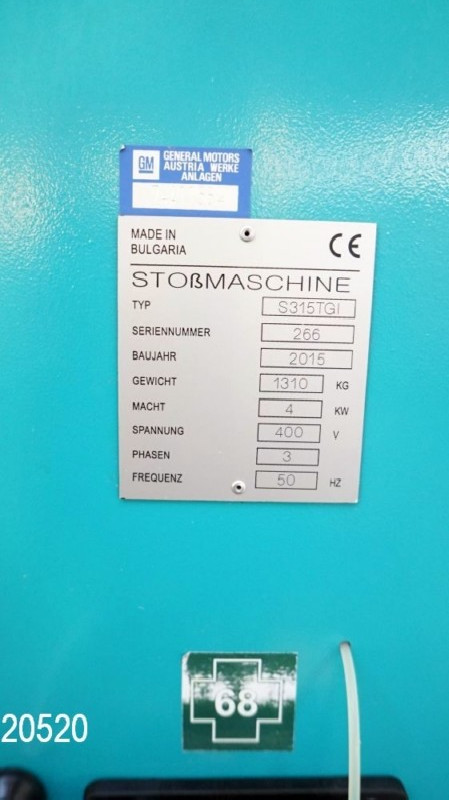 GM
GENERAL MOTORS
AUSTRIA WERKE
ANLAGEN
MADE IN
BULGARIA
CE
STOßMASCHINE
TYP S315TGI
SERIENNUMMER 266
BAUJAHR 2015
GEWICHT 1310 KG
MACHT 4 KW
SPANNUNG 400 V
PHASEN 3
FREQUENZ 50 HŽ
68
20520